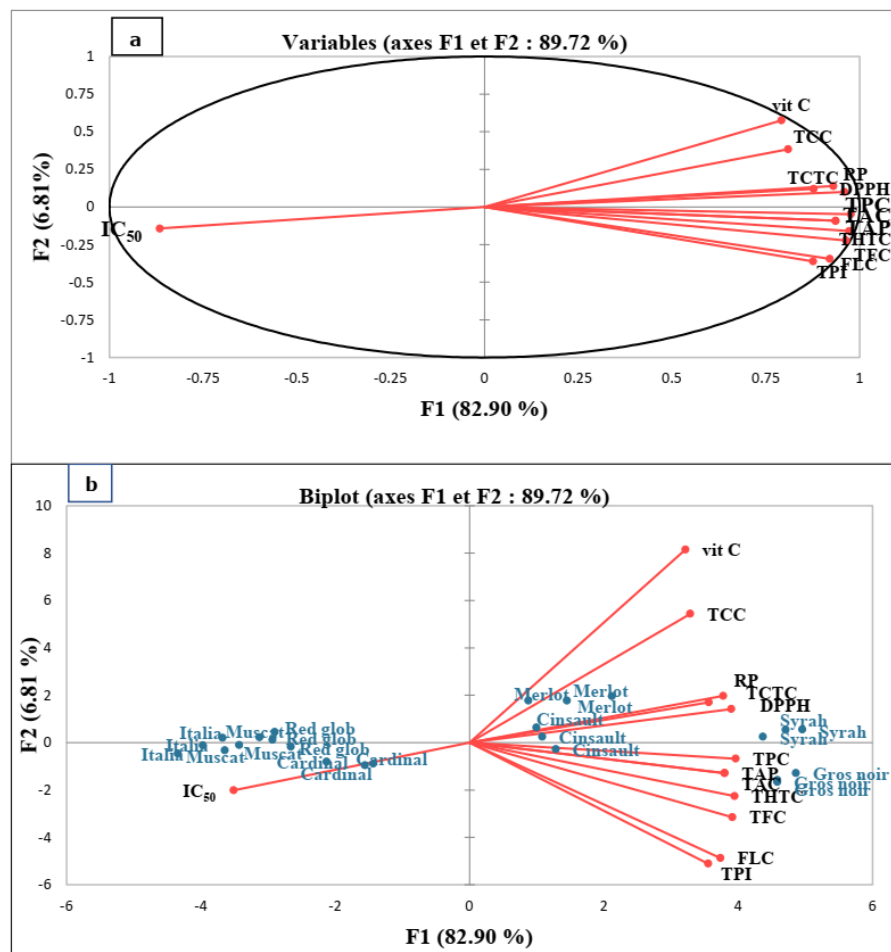 a
Variables (axes F1 et F2 : 89.72 %)
1
0.75
0.5
0.25
0
-0.25
-0.5
-0.75
-1
F2 (6.81%)
vit C
TCC
RP
TCTC
DPPH
TPC
TAC
TAP
THTC
TFC
FLC
TPI
IC50
-1 -0.75 -0.5 -0.25 0 0.25 0.5 0.75 1
F1 (82.90 %)
b
Biplot (axes F1 et F2 : 89.72 %)
10
8
6
4
2
0
-2
-4
-6
F2 (6.81 %)
vit C
TCC
RP
TCTC
DPPH
Merlot Merlot
Merlot
Cinsault
Cinsault
Cinsault
Syrah
Syrah
Syrah
Italia Muscat Red glob
Italia Red glob
Italia Muscat Muscat Red glob
Cardinal Cardinal
Cardinal
TPC
TAP
TAC
THTC
TFC
FLC
TPI
Gros noir
Gros noir
Gros noir
IC50
-6 -4 -2 0 2 4 6
F1 (82.90 %)